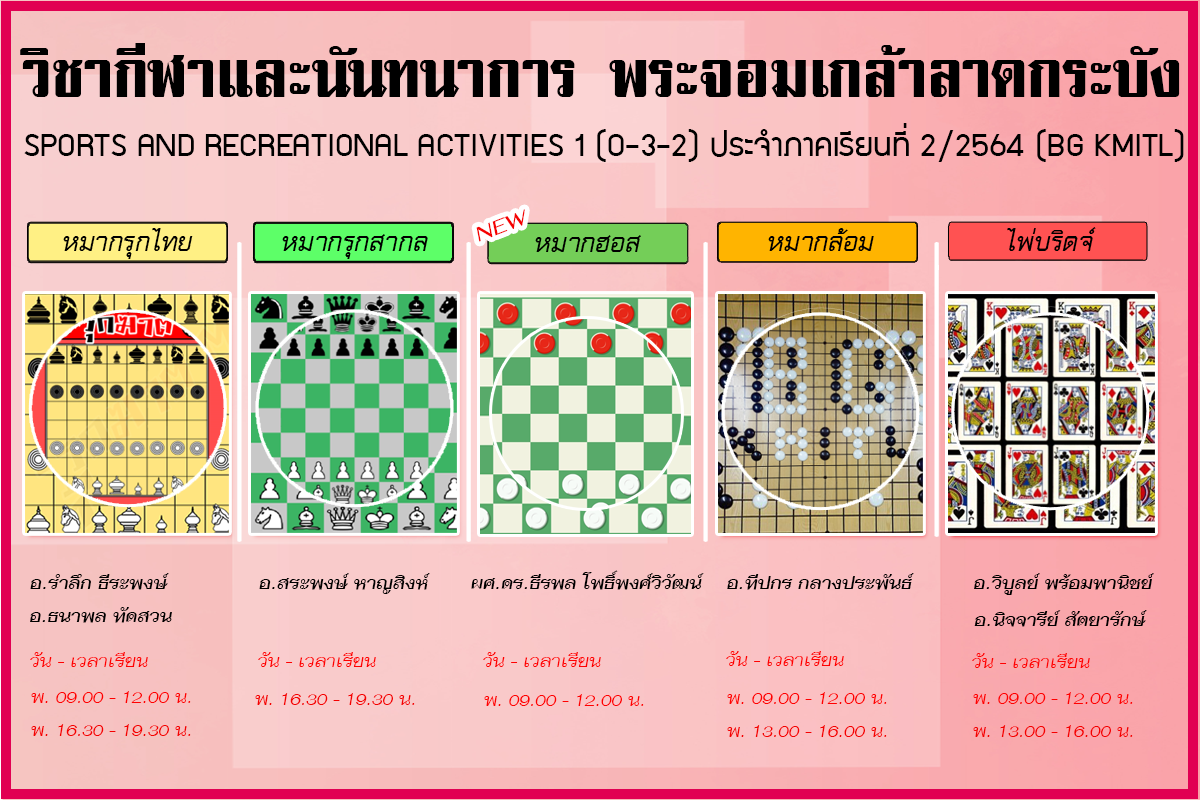 วิชากีฬาและนันทนาการ พระจอมเกล้าลาดกระบัง
SPORTS AND RECREATIONAL ACTIVITIES 1 (0-3-2) ประจำภาคเรียนที่ 2/2564 (BG KMITL)
หมากรุกไทย
หมากรุกสากล
NEW
หมากฮอส
หมากล้อม
ไพ่บริดจ์
รุกฆาต
BG
KMITL
อ.รำลึก ธีระพงษ์
อ.ธนาพล ทัดสวน
วัน - เวลาเรียน
พ. 09.00 - 12.00 น.
พ. 16.30 - 19.30 น.
อ.สระพงษ์ หาญสิงห์
วัน - เวลาเรียน
พ. 16.30 - 19.30 น.
ผศ.ดร.ธีรพล โพธิ์พงศ์วิวัฒน์
วัน - เวลาเรียน
พ. 09.00 - 12.00 น.
อ.ทีปกร กลางประพันธ์
วัน - เวลาเรียน
พ. 09.00 - 12.00 น.
พ. 13.00 - 16.00 น.
อ.วิบูลย์ พร้อมพานิชย์
อ.นิจจารีย์ สัตยารักษ์
วัน - เวลาเรียน
พ. 09.00 - 12.00 น.
พ. 13.00 - 16.00 น.